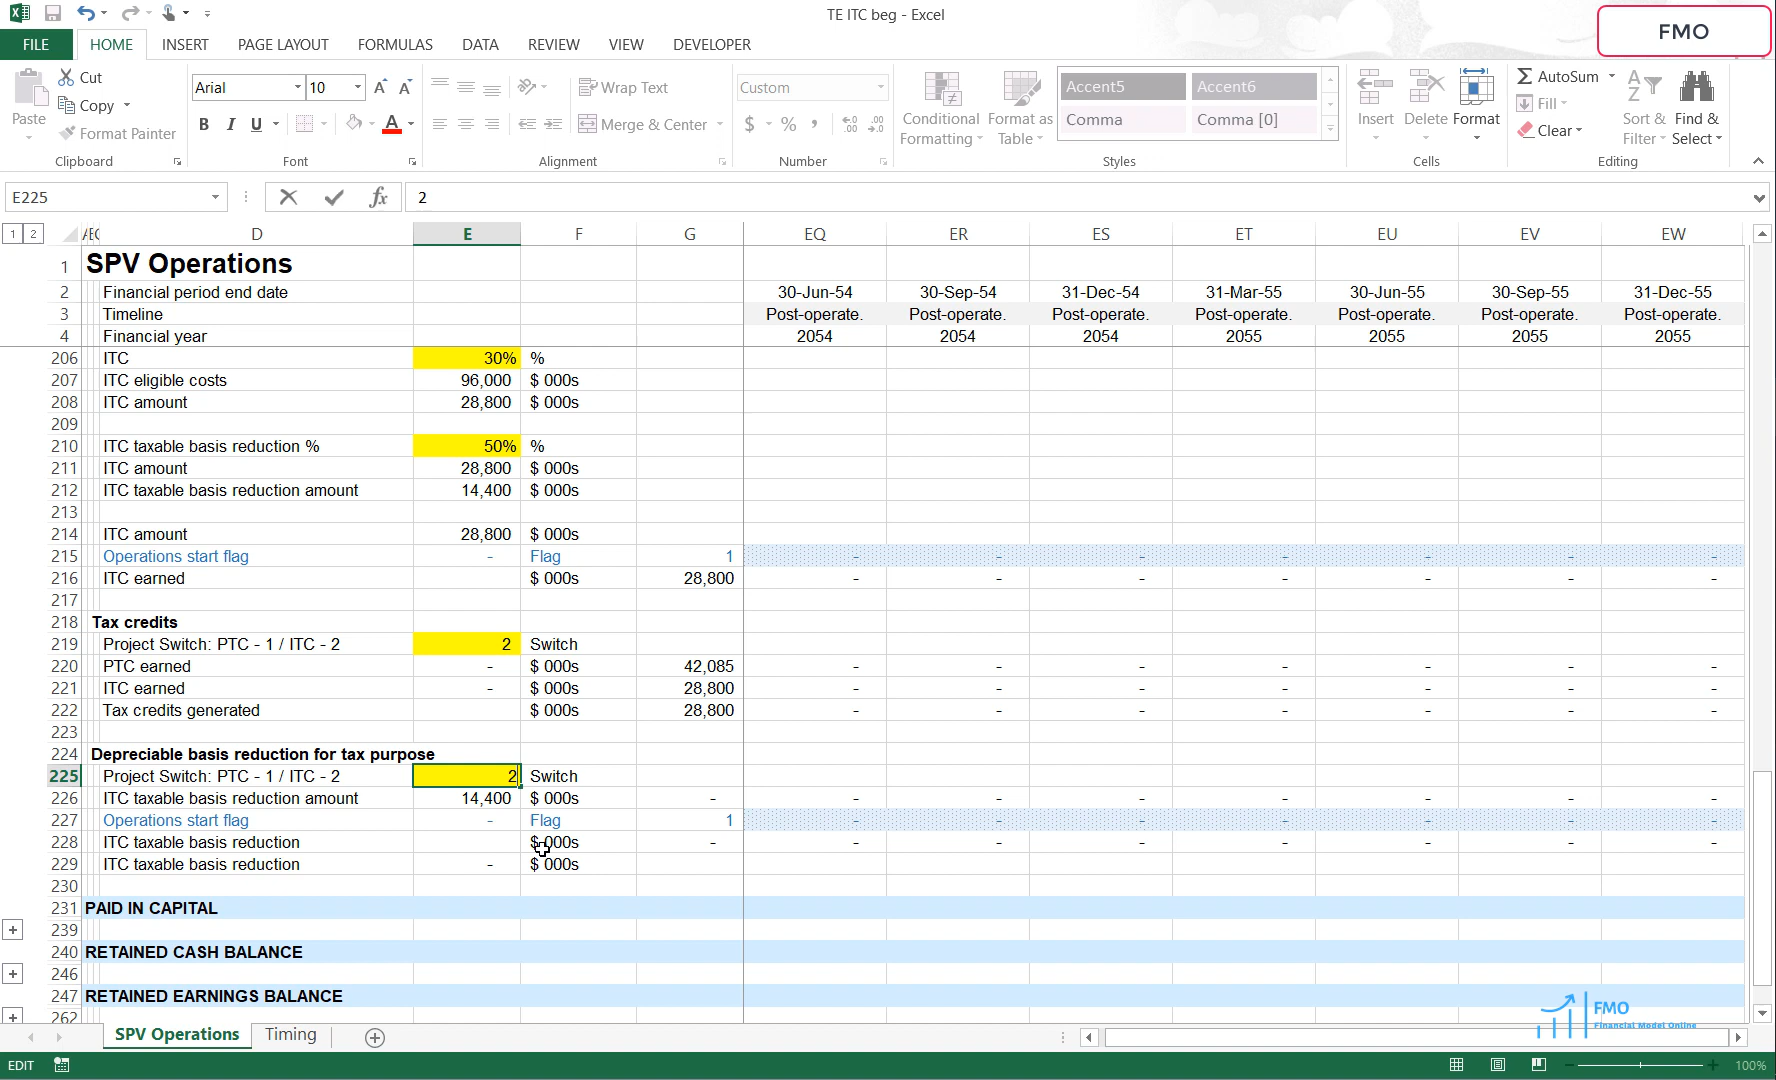 TE ITC beg - Excel
FMO
FILE HOME INSERT PAGE LAYOUT FORMULAS DATA REVIEW VIEW DEVELOPER
Paste Cut Copy Format Painter
Clipboard
Arial 10
B I U A
Font
Wrap Text
Merge & Center
Alignment
Custom
$ % ,
Number
Conditional Formatting
Format as Table
Accent5 Accent6
Comma Comma [0]
Styles
Insert Delete Format
Cells
AutoSum
Fill
Clear
Sort & Filter
Find & Select
Editing
E225 fx 2
1 2 D E F G EQ ER ES ET EU EV EW
1 SPV Operations
2 Financial period end date 30-Jun-54 30-Sep-54 31-Dec-54 31-Mar-55 30-Jun-55 30-Sep-55 31-Dec-55
3 Timeline Post-operate. Post-operate. Post-operate. Post-operate. Post-operate. Post-operate. Post-operate.
4 Financial year 2054 2054 2054 2055 2055 2055 2055
206 ITC 30% %
207 ITC eligible costs 96,000 $ 000s
208 ITC amount 28,800 $ 000s
209
210 ITC taxable basis reduction % 50% %
211 ITC amount 28,800 $ 000s
212 ITC taxable basis reduction amount 14,400 $ 000s
213
214 ITC amount 28,800 $ 000s
215 Operations start flag - Flag 1 - - - - - - -
216 ITC earned $ 000s 28,800 - - - - - - -
217
218 Tax credits
219 Project Switch: PTC - 1 / ITC - 2 2 Switch
220 PTC earned - $ 000s 42,085 - - - - - - -
221 ITC earned - $ 000s 28,800 - - - - - - -
222 Tax credits generated $ 000s 28,800 - - - - - - -
223
224 Depreciable basis reduction for tax purpose
225 Project Switch: PTC - 1 / ITC - 2 2 Switch
226 ITC taxable basis reduction amount 14,400 $ 000s - - - - - - - -
227 Operations start flag - Flag 1 - - - - - - -
228 ITC taxable basis reduction $ 000s - - - - - - - -
229 ITC taxable basis reduction - $ 000s
230
231 PAID IN CAPITAL
239
240 RETAINED CASH BALANCE
246
247 RETAINED EARNINGS BALANCE
262
FMO
Financial Model Online
SPV Operations Timing
EDIT 100%